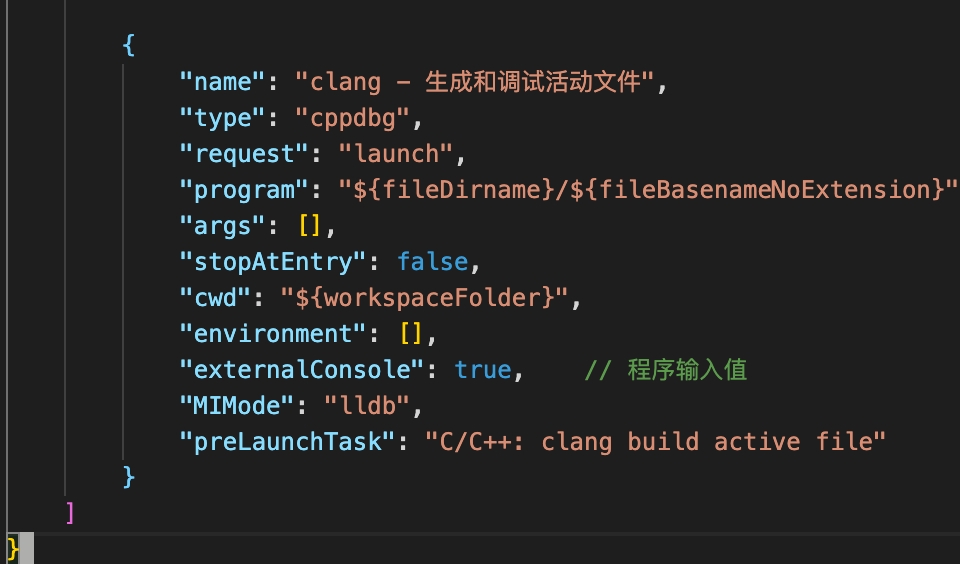 {
"name": "clang - 生成和调试活动文件",
"type": "cppdbg",
"request": "launch",
"program": "${fileDirname}/${fileBasenameNoExtension}"
"args": [],
"stopAtEntry": false,
"cwd": "${workspaceFolder}",
"environment": [],
"externalConsole": true,    // 程序输入值
"MIMode": "lldb",
"preLaunchTask": "C/C++: clang build active file"
}
]
}